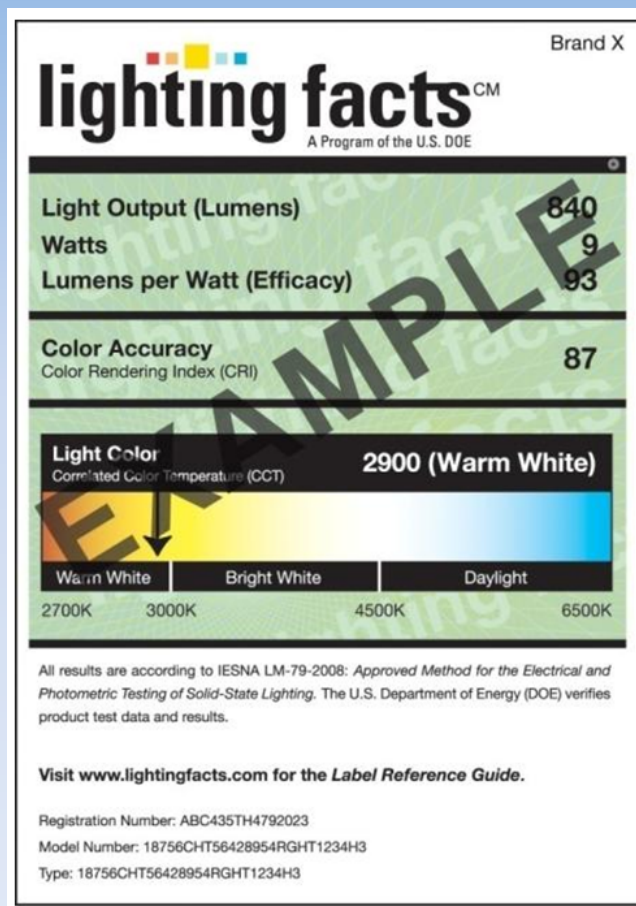 Brand X
lighting facts CM
A Program of the U.S. DOE
Light Output (Lumens) 840
Watts 9
Lumens per Watt (Efficacy) 93
Color Accuracy 87
Color Rendering Index (CRI)
Light Color 2900 (Warm White)
Correlated Color Temperature (CCT)
Warm White Bright White Daylight
2700K 3000K 4500K 6500K
EXAMPLE
All results are according to IESNA LM-79-2008: Approved Method for the Electrical and
Photometric Testing of Solid-State Lighting. The U.S. Department of Energy (DOE) verifies
product test data and results.
Visit www.lightingfacts.com for the Label Reference Guide.
Registration Number: ABC435TH4792023
Model Number: 18756CHT56428954RGHT1234H3
Type: 18756CHT56428954RGHT1234H3